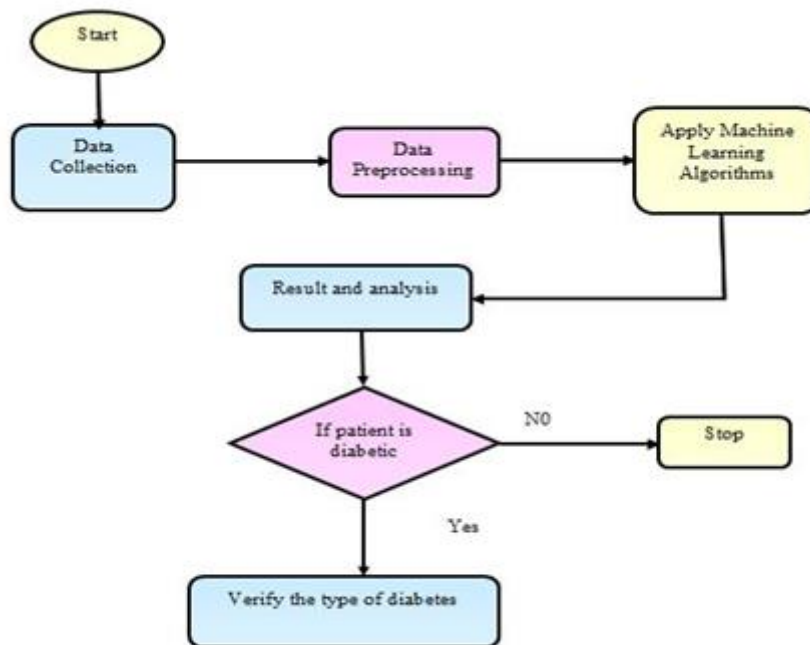 Start
Data
Collection
Data
Preprocessing
Apply Machine
Learning
Algorithms
Result and analysis
If patient is
diabetic
N0
Stop
Yes
Verify the type of diabetes